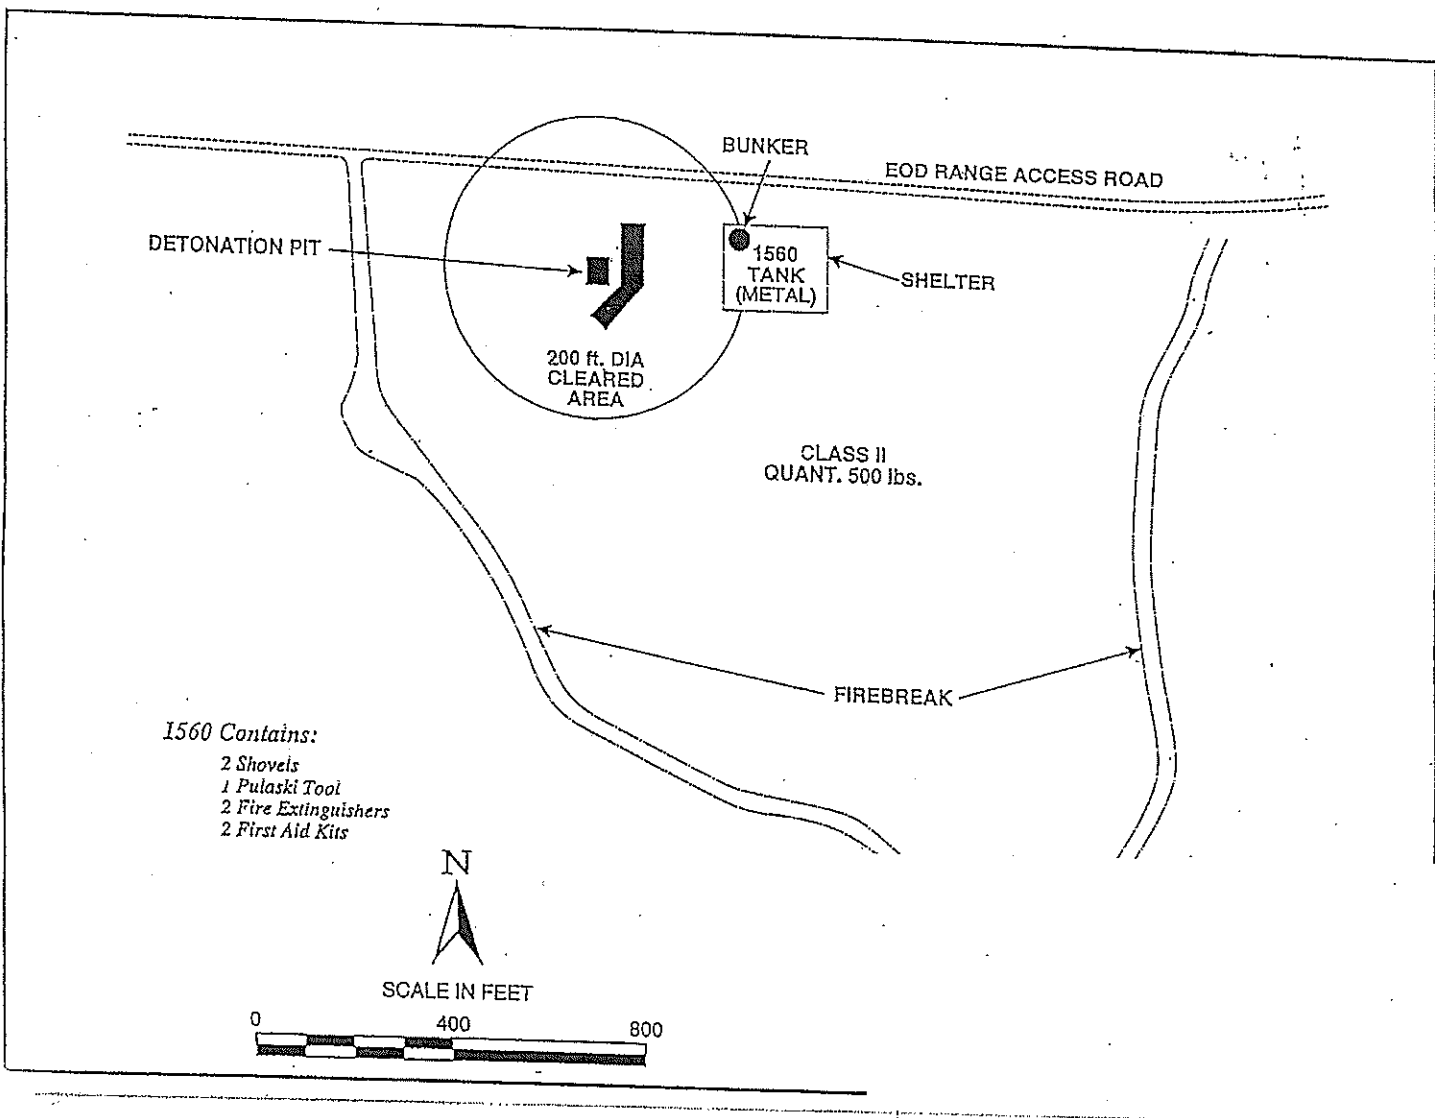 BUNKER
EOD RANGE ACCESS ROAD
DETONATION PIT
1560
TANK
(METAL)
SHELTER
200 ft. DIA
CLEARED
AREA
CLASS II
QUANT. 500 lbs.
FIREBREAK
1560 Contains:
2 Shovels
1 Pulaski Tool
2 Fire Extinguishers
2 First Aid Kits
N
SCALE IN FEET
0 400 800